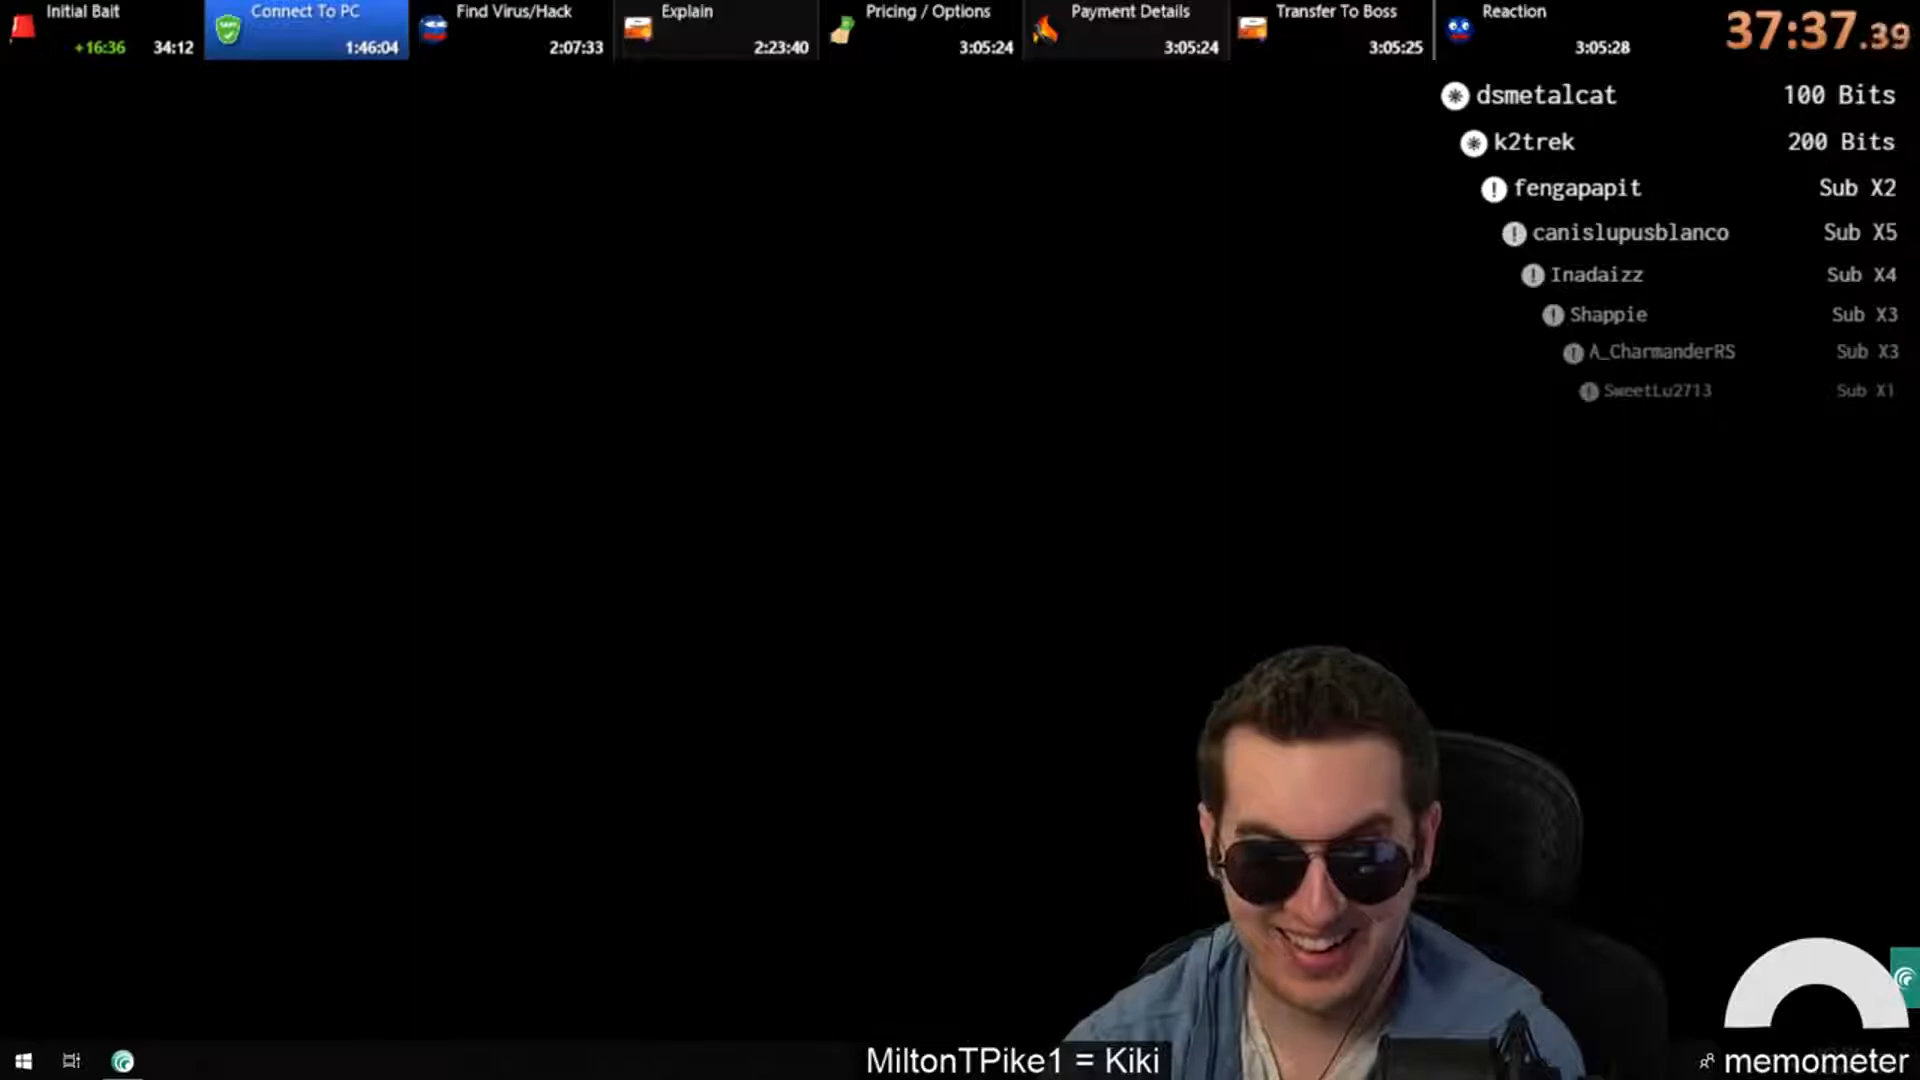 Initial Bait
+16:36 34:12
Connect To PC
1:46:04
Find Virus/Hack
2:07:33
Explain
2:23:40
Pricing / Options
3:05:24
Payment Details
3:05:24
Transfer To Boss
3:05:25
Reaction
3:05:28
37:37.39
dsmetalcat 100 Bits
k2trek 200 Bits
fengapapit Sub X2
canislupusblanco Sub X5
Inadaizz Sub X4
Shappie Sub X3
A_CharmanderRS Sub X3
SweetLu2713 Sub X1
MiltonTPike1 = Kiki
memometer